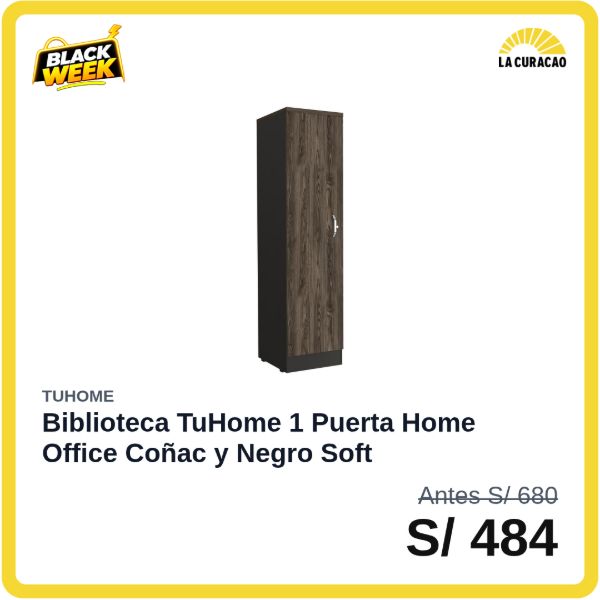 BLACK
WEEK
LA CURACAO
TUHOME
Biblioteca TuHome 1 Puerta Home
Office Coñac y Negro Soft
Antes S/ 680
S/ 484